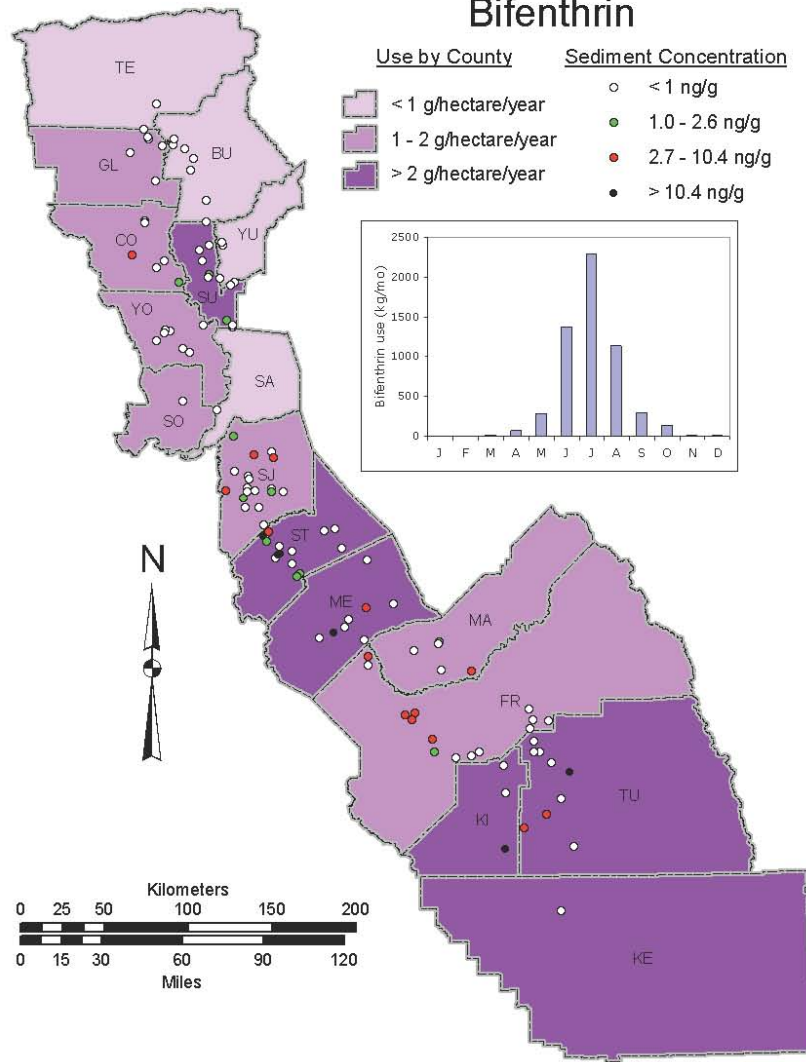 Bifenthrin
Use by County
< 1 g/hectare/year
1 - 2 g/hectare/year
> 2 g/hectare/year
Sediment Concentration
< 1 ng/g
1.0 - 2.6 ng/g
2.7 - 10.4 ng/g
> 10.4 ng/g
TE
BU
GL
CO
YU
SU
YO
SA
SO
SJ
ST
ME
MA
FR
TU
KI
KE
Bifenthrin use (kg/mo)
2500
2000
1500
1000
500
0
J F M A M J J A S O N D
N
Kilometers
0 25 50 100 150 200
0 15 30 60 90 120
Miles